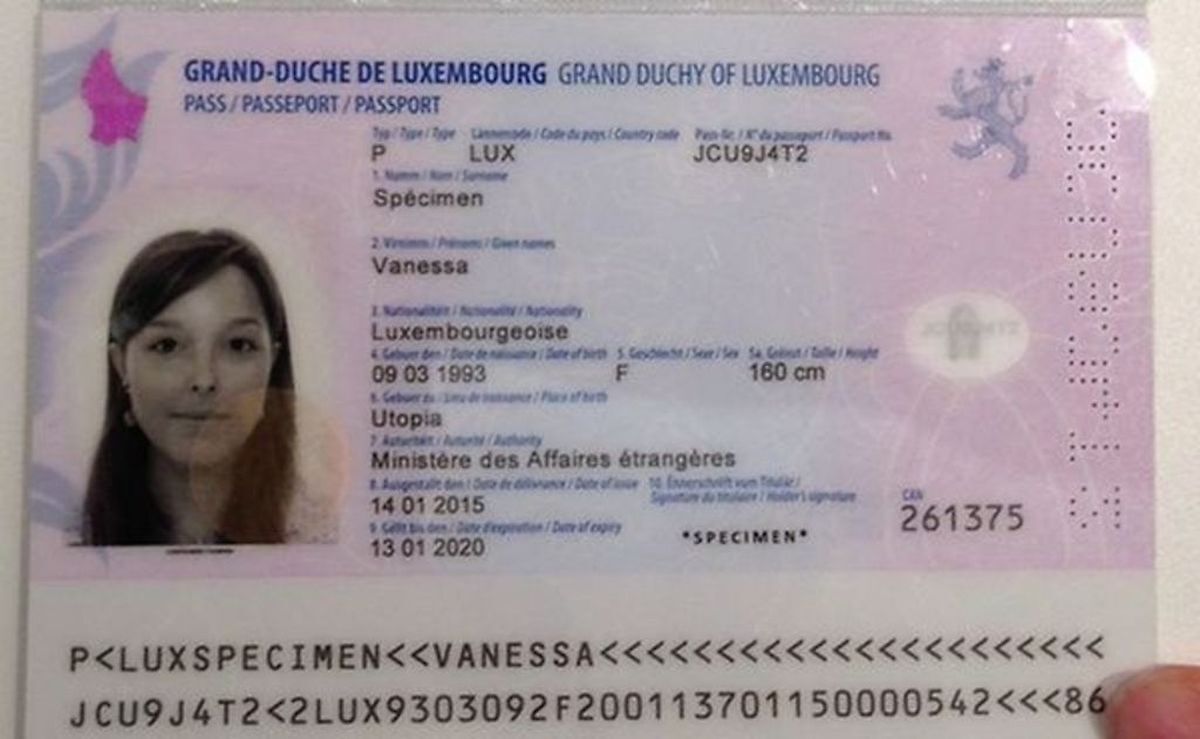 GRAND-DUCHE DE LUXEMBOURG GRAND DUCHY OF LUXEMBOURG
PASS / PASSEPORT / PASSPORT
Typ / Type / Type Lännercode / Code du pays / Country code Pass-Nr. / N° du passeport / Passport No.
P LUX JCU9J4T2
1. Numm / Nom / Surname
Spécimen
2. Virnimm / Prénoms / Given names
Vanessa
3. Nationalitéit / Nationalité / Nationality
Luxembourgeoise
4. Gebuer den / Date de naissance / Date of birth 5. Geschlecht / Sexe / Sex 5a. Gréisst / Taille / Height
09 03 1993 F 160 cm
6. Gebuer zu / Lieu de naissance / Place of birth
Utopia
7. Autoritéit / Autorité / Authority
Ministère des Affaires étrangères
8. Ausgestallt den / Date de délivrance / Date of issue 10. Ënnerschrëft vum Titulär /
Signature du titulaire / Holder's signature
14 01 2015
9. Gëllt bis den / Date d'expiration / Date of expiry
13 01 2020
*SPECIMEN*
CAN
261375
P<LUXSPECIMEN<<VANESSA<<<<<<<<<<<<<<<<<<<<<<
JCU9J4T2<2LUX9303092F200113701150000542<<<86